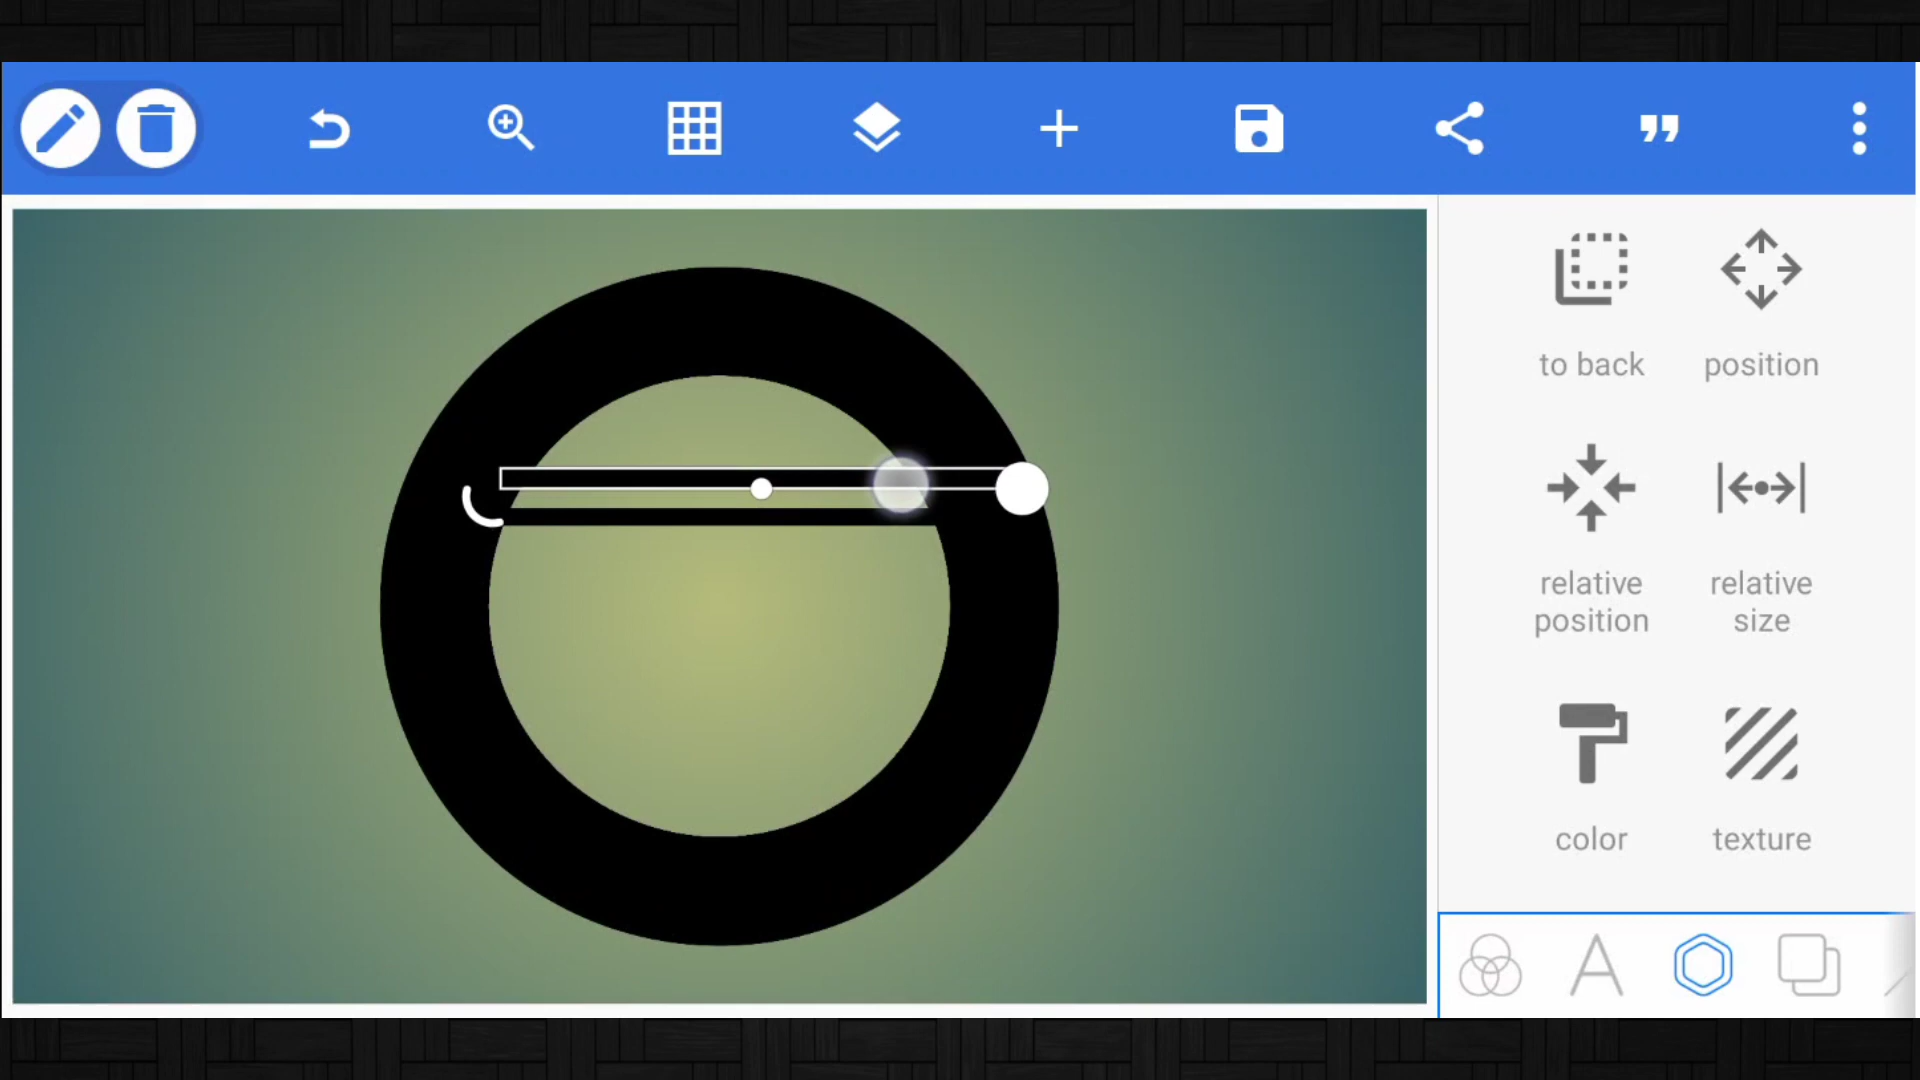 to back
position
relative
position
relative
size
color
texture